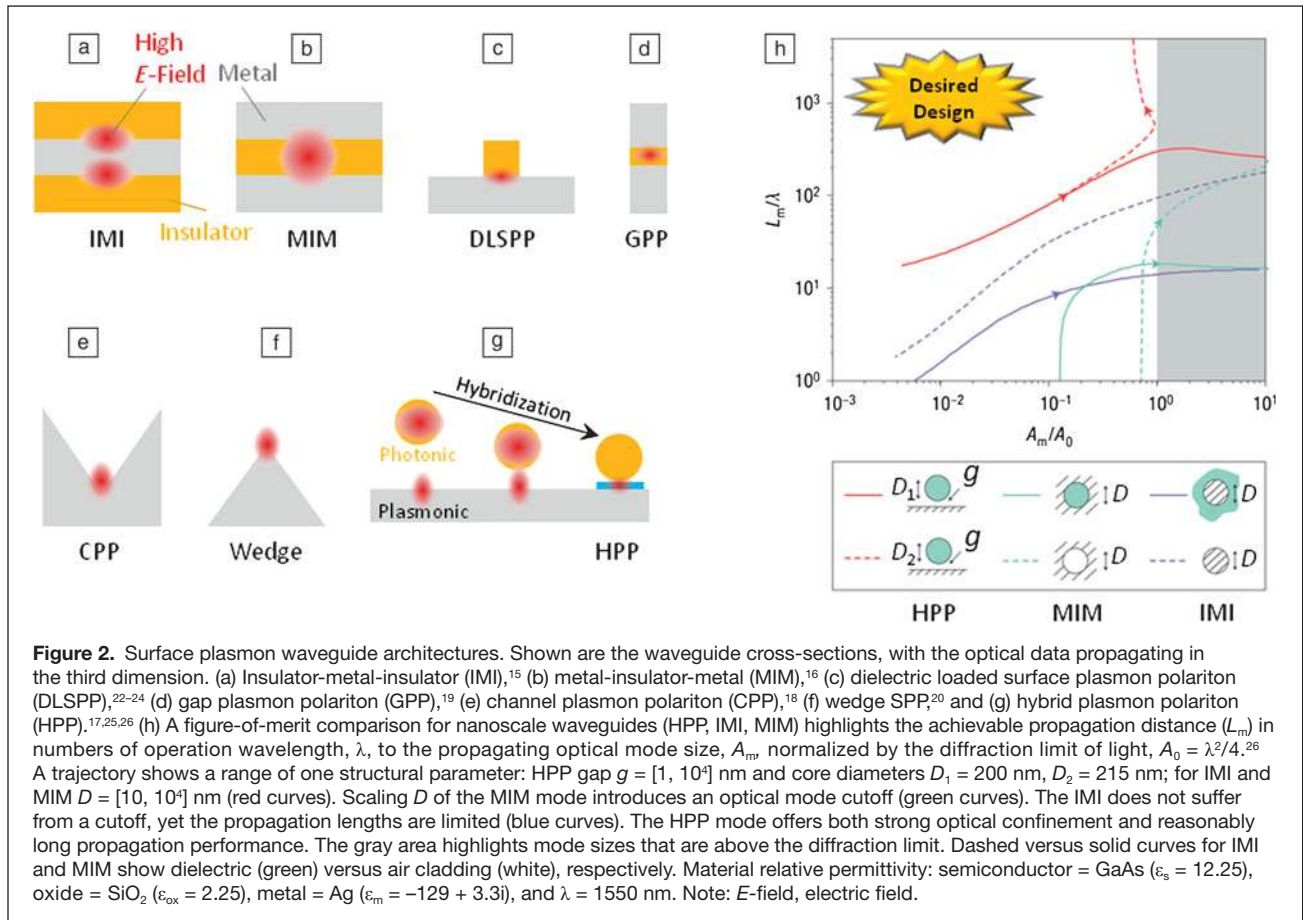 a
b
c
d
High
E-Field
Metal
Insulator
IMI
MIM
DLSPP
GPP
e
f
g
Hybridization
Photonic
Plasmonic
CPP
Wedge
HPP
h
Desired
Design
Lm/λ
10³
10²
10¹
10⁰
10⁻³
10⁻²
10⁻¹
10⁰
10¹
Am/A0
D1 g D D
D2 g D D
HPP MIM IMI
Figure 2. Surface plasmon waveguide architectures. Shown are the waveguide cross-sections, with the optical data propagating in
the third dimension. (a) Insulator-metal-insulator (IMI),¹⁵ (b) metal-insulator-metal (MIM),¹⁶ (c) dielectric loaded surface plasmon polariton
(DLSPP),²²⁻²⁴ (d) gap plasmon polariton (GPP),¹⁹ (e) channel plasmon polariton (CPP),¹⁸ (f) wedge SPP,²⁰ and (g) hybrid plasmon polariton
(HPP).¹⁷,²⁵,²⁶ (h) A figure-of-merit comparison for nanoscale waveguides (HPP, IMI, MIM) highlights the achievable propagation distance (Lm) in
numbers of operation wavelength, λ, to the propagating optical mode size, Am, normalized by the diffraction limit of light, A0 = λ²/4.²⁶
A trajectory shows a range of one structural parameter: HPP gap g = [1, 10⁴] nm and core diameters D1 = 200 nm, D2 = 215 nm; for IMI and
MIM D = [10, 10⁴] nm (red curves). Scaling D of the MIM mode introduces an optical mode cutoff (green curves). The IMI does not suffer
from a cutoff, yet the propagation lengths are limited (blue curves). The HPP mode offers both strong optical confinement and reasonably
long propagation performance. The gray area highlights mode sizes that are above the diffraction limit. Dashed versus solid curves for IMI
and MIM show dielectric (green) versus air cladding (white), respectively. Material relative permittivity: semiconductor = GaAs (εs = 12.25),
oxide = SiO₂ (εox = 2.25), metal = Ag (εm = –129 + 3.3i), and λ = 1550 nm. Note: E-field, electric field.